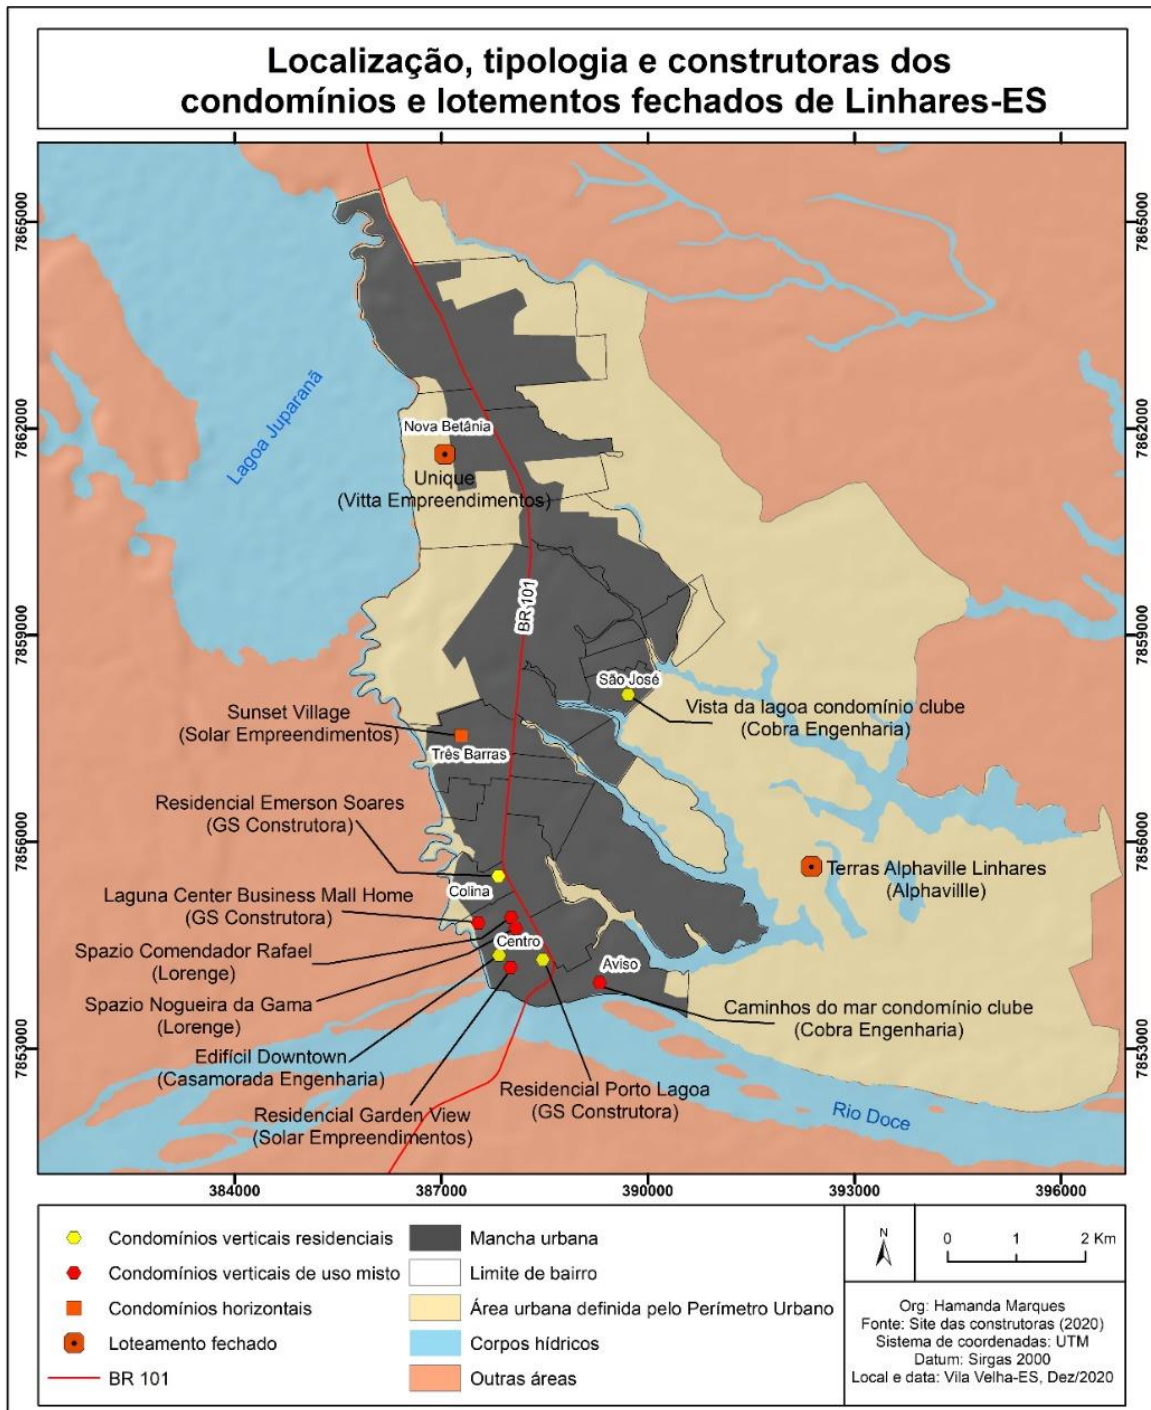 Localização, tipologia e construtoras dos
condomínios e lotementos fechados de Linhares-ES
7865000
7865000
Lagoa Juparanã
7862000
Nova Betânia
7862000
Unique
(Vitta Empreendimentos)
BR 101
7859000
7859000
São José
Sunset Village
(Solar Empreendimentos)
Vista da lagoa condomínio clube
(Cobra Engenharia)
Três Barras
Residencial Emerson Soares
(GS Construtora)
7856000
7856000
Terras Alphaville Linhares
(Alphavillle)
Colina
Laguna Center Business Mall Home
(GS Construtora)
Centro
Spazio Comendador Rafael
(Lorenge)
Aviso
Spazio Nogueira da Gama
(Lorenge)
Caminhos do mar condomínio clube
(Cobra Engenharia)
7853000
7853000
Edifícil Downtown
(Casamorada Engenharia)
Residencial Porto Lagoa
(GS Construtora)
Residencial Garden View
(Solar Empreendimentos)
Rio Doce
384000
387000
390000
393000
396000
Condomínios verticais residenciais
Condomínios verticais de uso misto
Condomínios horizontais
Loteamento fechado
BR 101
Mancha urbana
Limite de bairro
Área urbana definida pelo Perímetro Urbano
Corpos hídricos
Outras áreas
N
0 1 2 Km
Org: Hamanda Marques
Fonte: Site das construtoras (2020)
Sistema de coordenadas: UTM
Datum: Sirgas 2000
Local e data: Vila Velha-ES, Dez/2020